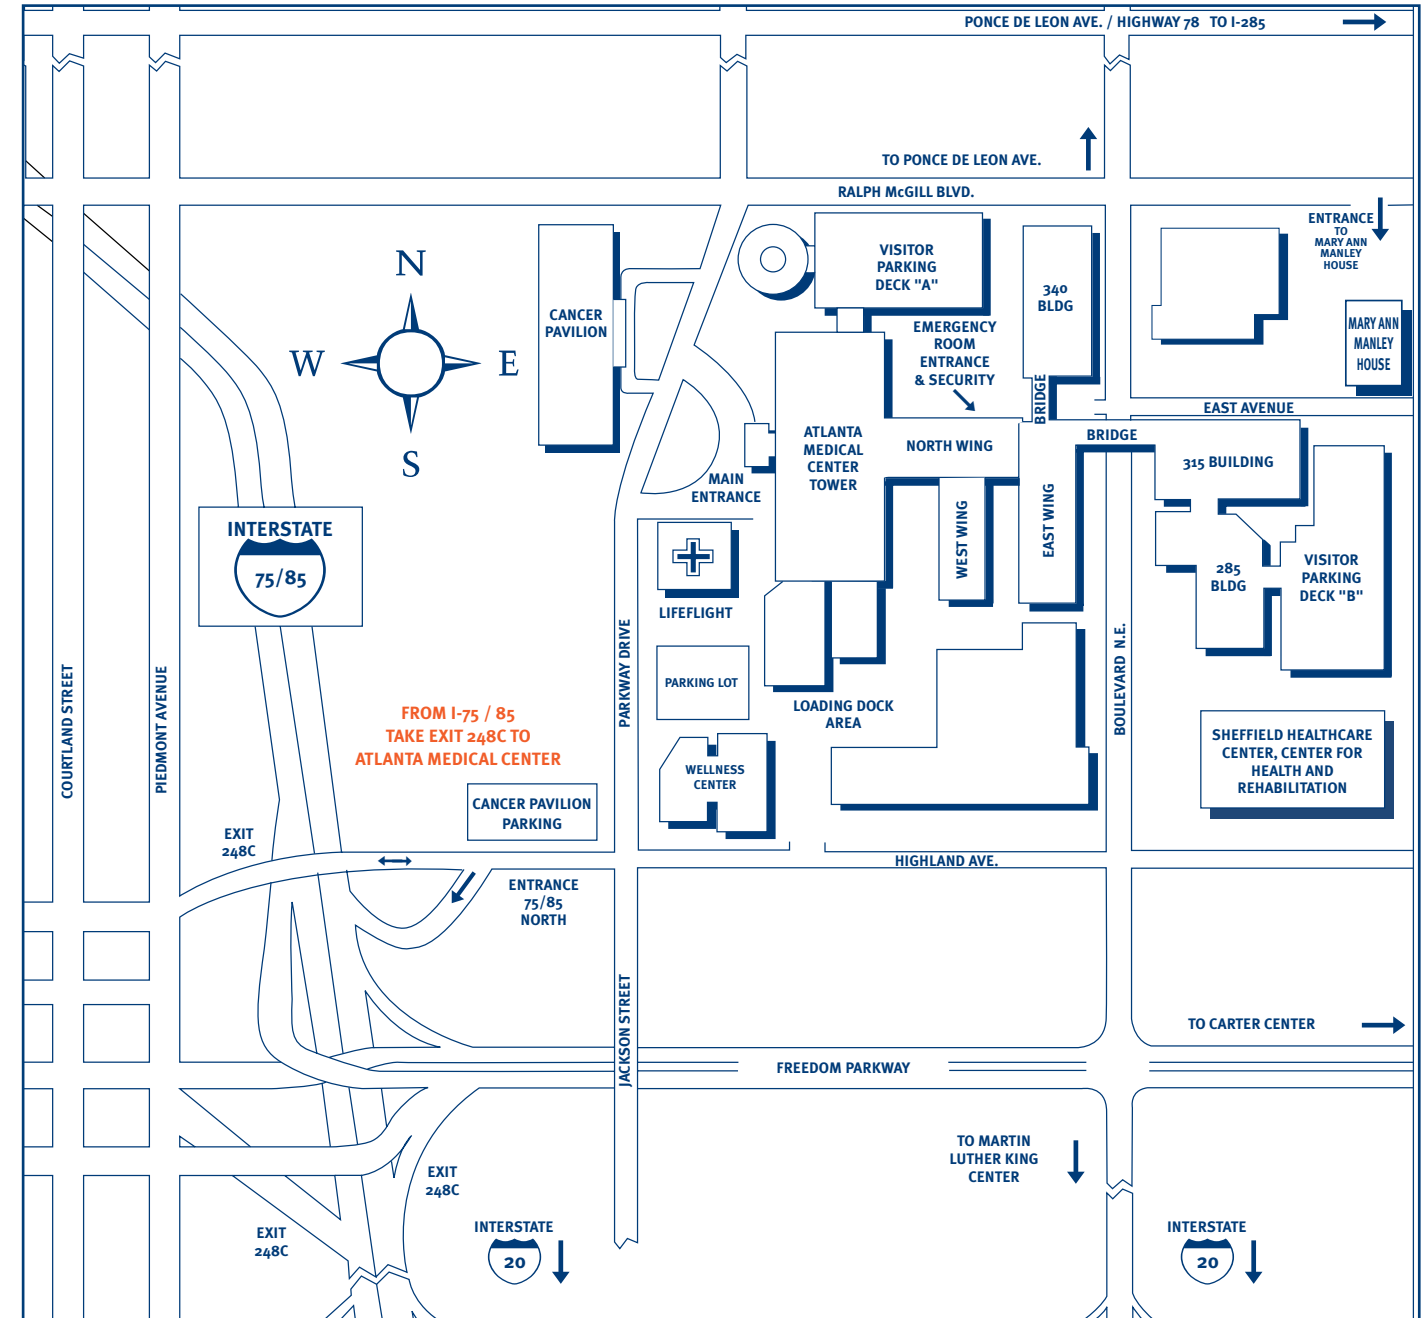 PONCE DE LEON AVE. / HIGHWAY 78 TO I-285
TO PONCE DE LEON AVE.
RALPH McGILL BLVD.
ENTRANCE
TO
MARY ANN
MANLEY
HOUSE
VISITOR
PARKING
DECK "A"
340
BLDG
N
W
E
S
CANCER
PAVILION
EMERGENCY
ROOM
ENTRANCE
& SECURITY
MARY ANN
MANLEY
HOUSE
BRIDGE
EAST AVENUE
BRIDGE
ATLANTA
MEDICAL
CENTER
TOWER
NORTH WING
315 BUILDING
MAIN
ENTRANCE
WEST WING
EAST WING
INTERSTATE
75/85
285
BLDG
VISITOR
PARKING
DECK "B"
LIFEFLIGHT
PARKWAY DRIVE
PARKING LOT
BOULEVARD N.E.
COURTLAND STREET
PIEDMONT AVENUE
FROM I-75 / 85
TAKE EXIT 248C TO
ATLANTA MEDICAL CENTER
LOADING DOCK
AREA
SHEFFIELD HEALTHCARE
CENTER, CENTER FOR
HEALTH AND
REHABILITATION
WELLNESS
CENTER
CANCER PAVILION
PARKING
EXIT
248C
HIGHLAND AVE.
ENTRANCE
75/85
NORTH
JACKSON STREET
TO CARTER CENTER
FREEDOM PARKWAY
TO MARTIN
LUTHER KING
CENTER
EXIT
248C
EXIT
248C
INTERSTATE
20
INTERSTATE
20